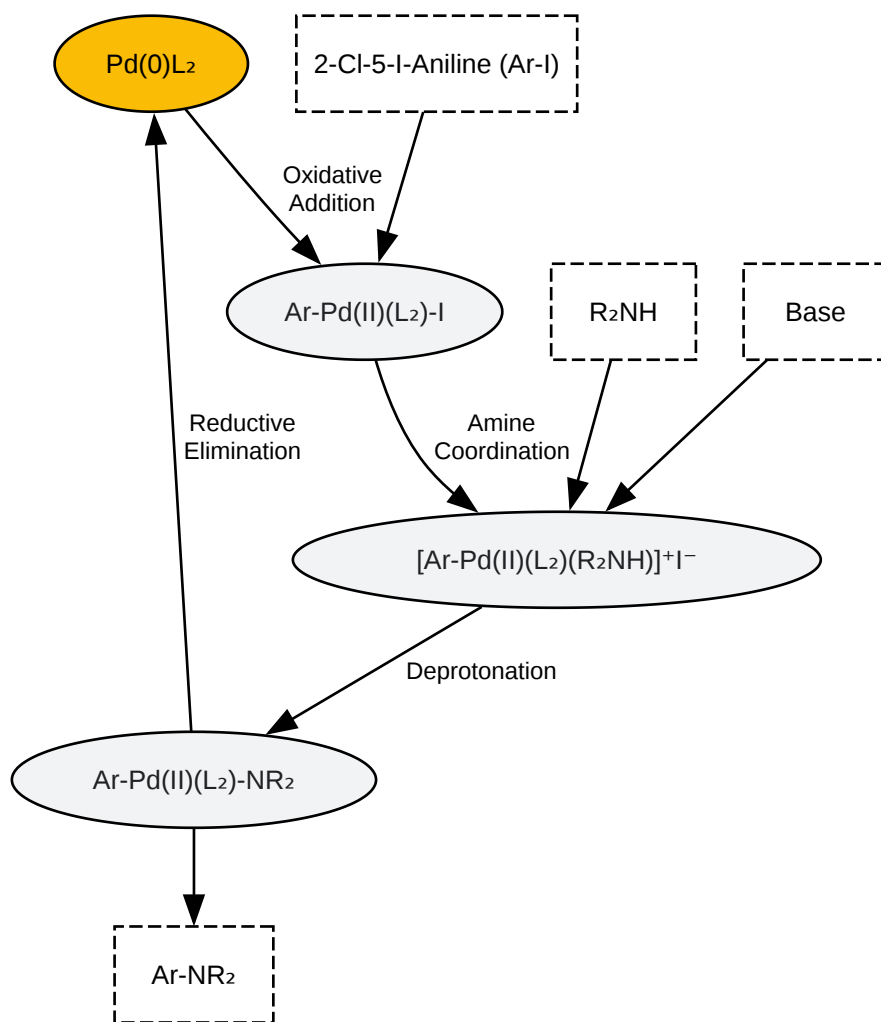 Pd(0)L₂
2-Cl-5-I-Aniline (Ar-I)
Oxidative
Addition
Ar-Pd(II)(L₂)-I
R₂NH
Base
Reductive
Elimination
Amine
Coordination
[Ar-Pd(II)(L₂)(R₂NH)]⁺I⁻
Deprotonation
Ar-Pd(II)(L₂)-NR₂
Ar-NR₂